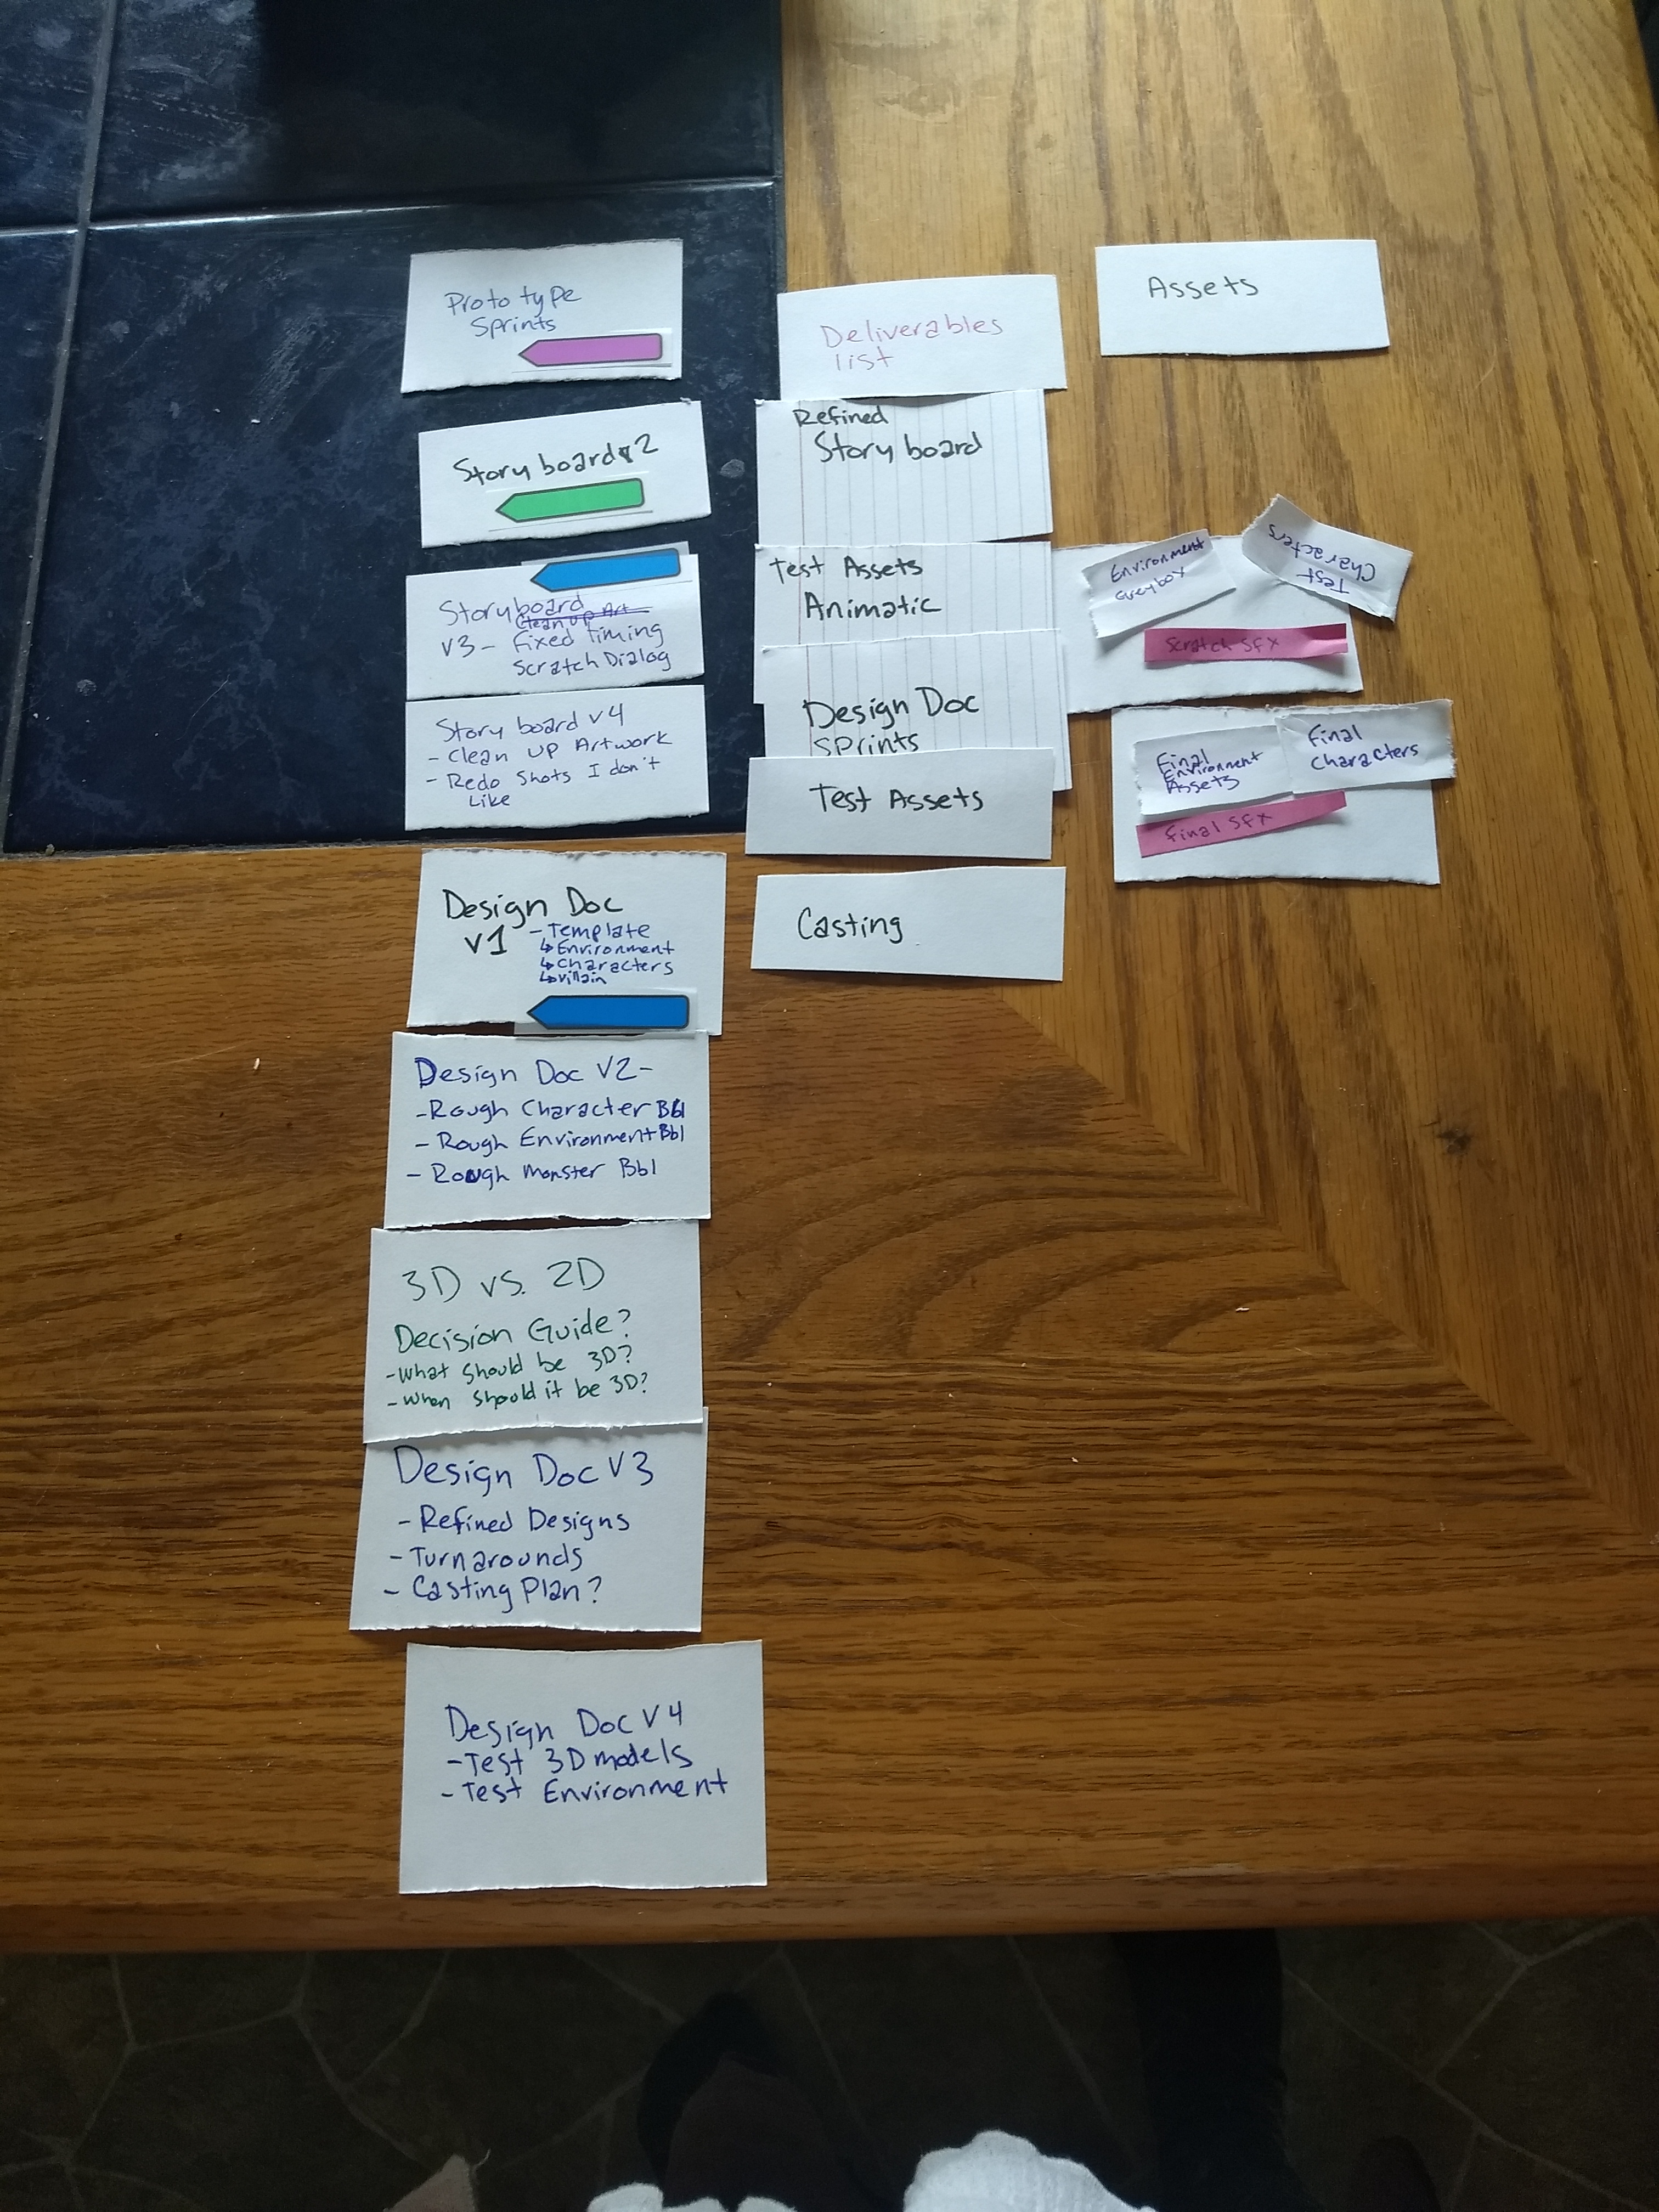 Prototype
Sprints
Storyboard v2
Storyboard
Clean up Art
v3 - Fixed timing
Scratch Dialog
Story board v4
- Clean UP Artwork
- Redo Shots I don't
Like
Design Doc
v1 - Template
↳ Environment
↳ Characters
↳ Villain
Design Doc V2-
- Rough Character Bbl
- Rough Environment Bbl
- Rough Monster Bbl
3D vs. 2D
Decision Guide?
- What Should be 3D?
- When Should it be 3D?
Design Doc V3
- Refined Designs
- Turnarounds
- Casting Plan?
Design Doc V4
- Test 3D models
- Test Environment
Deliverables
list
Refined
Story board
Test Assets
Animatic
Design Doc
Sprints
Test Assets
Casting
Assets
Environment
Greybox
Test
Characters
Scratch SFX
Final
Environment
Assets
Final
Characters
Final SFX